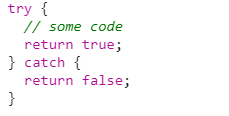 try {
  // some code
  return true;
} catch {
  return false;
}